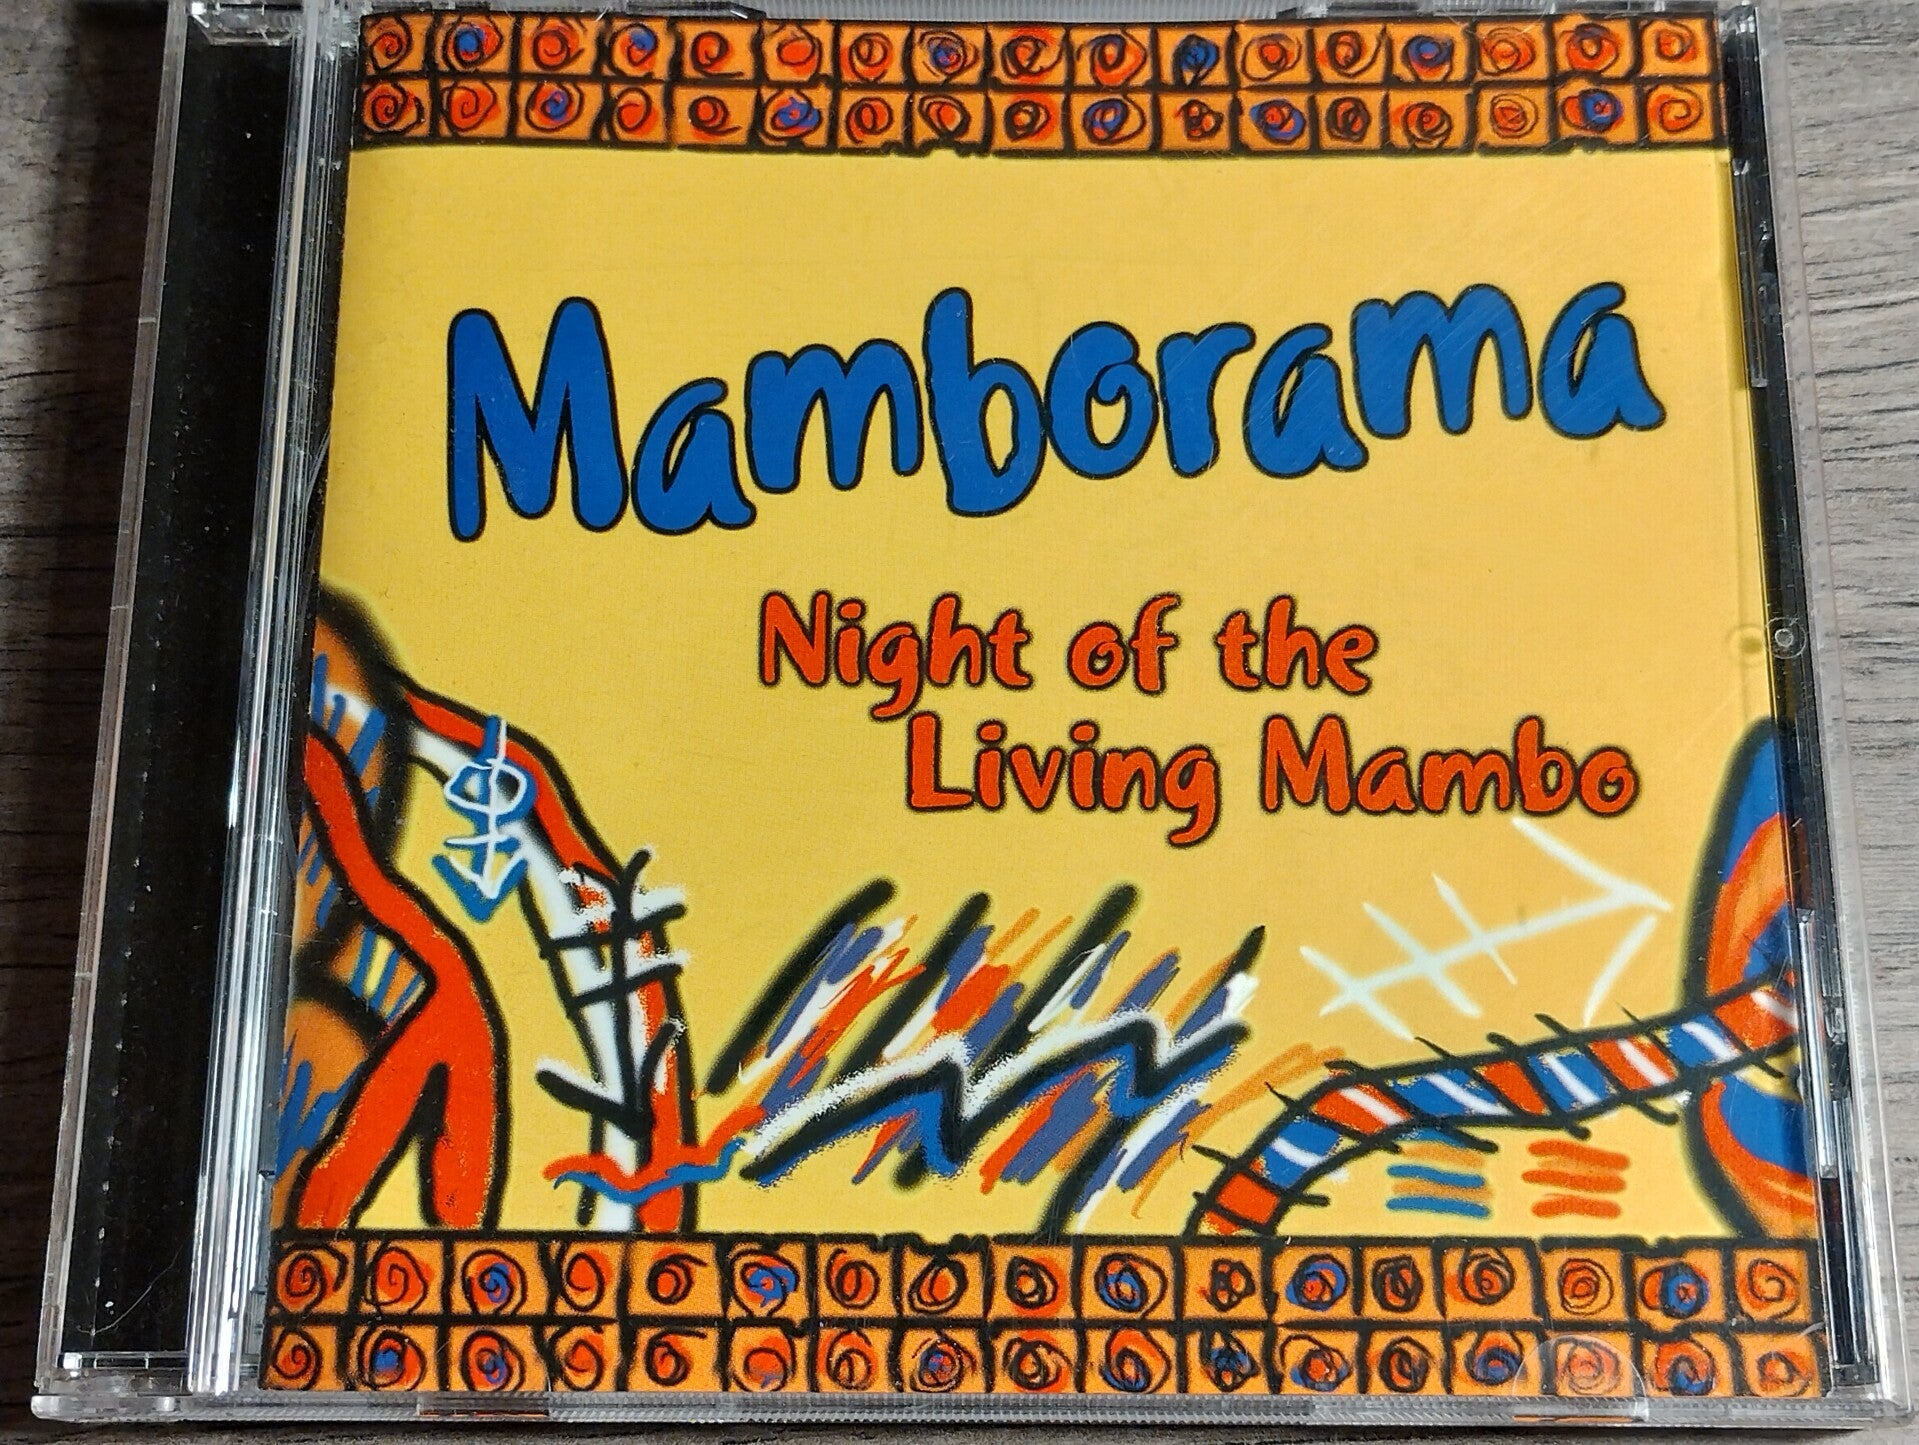 Mamborama
Night of the
Living Mambo